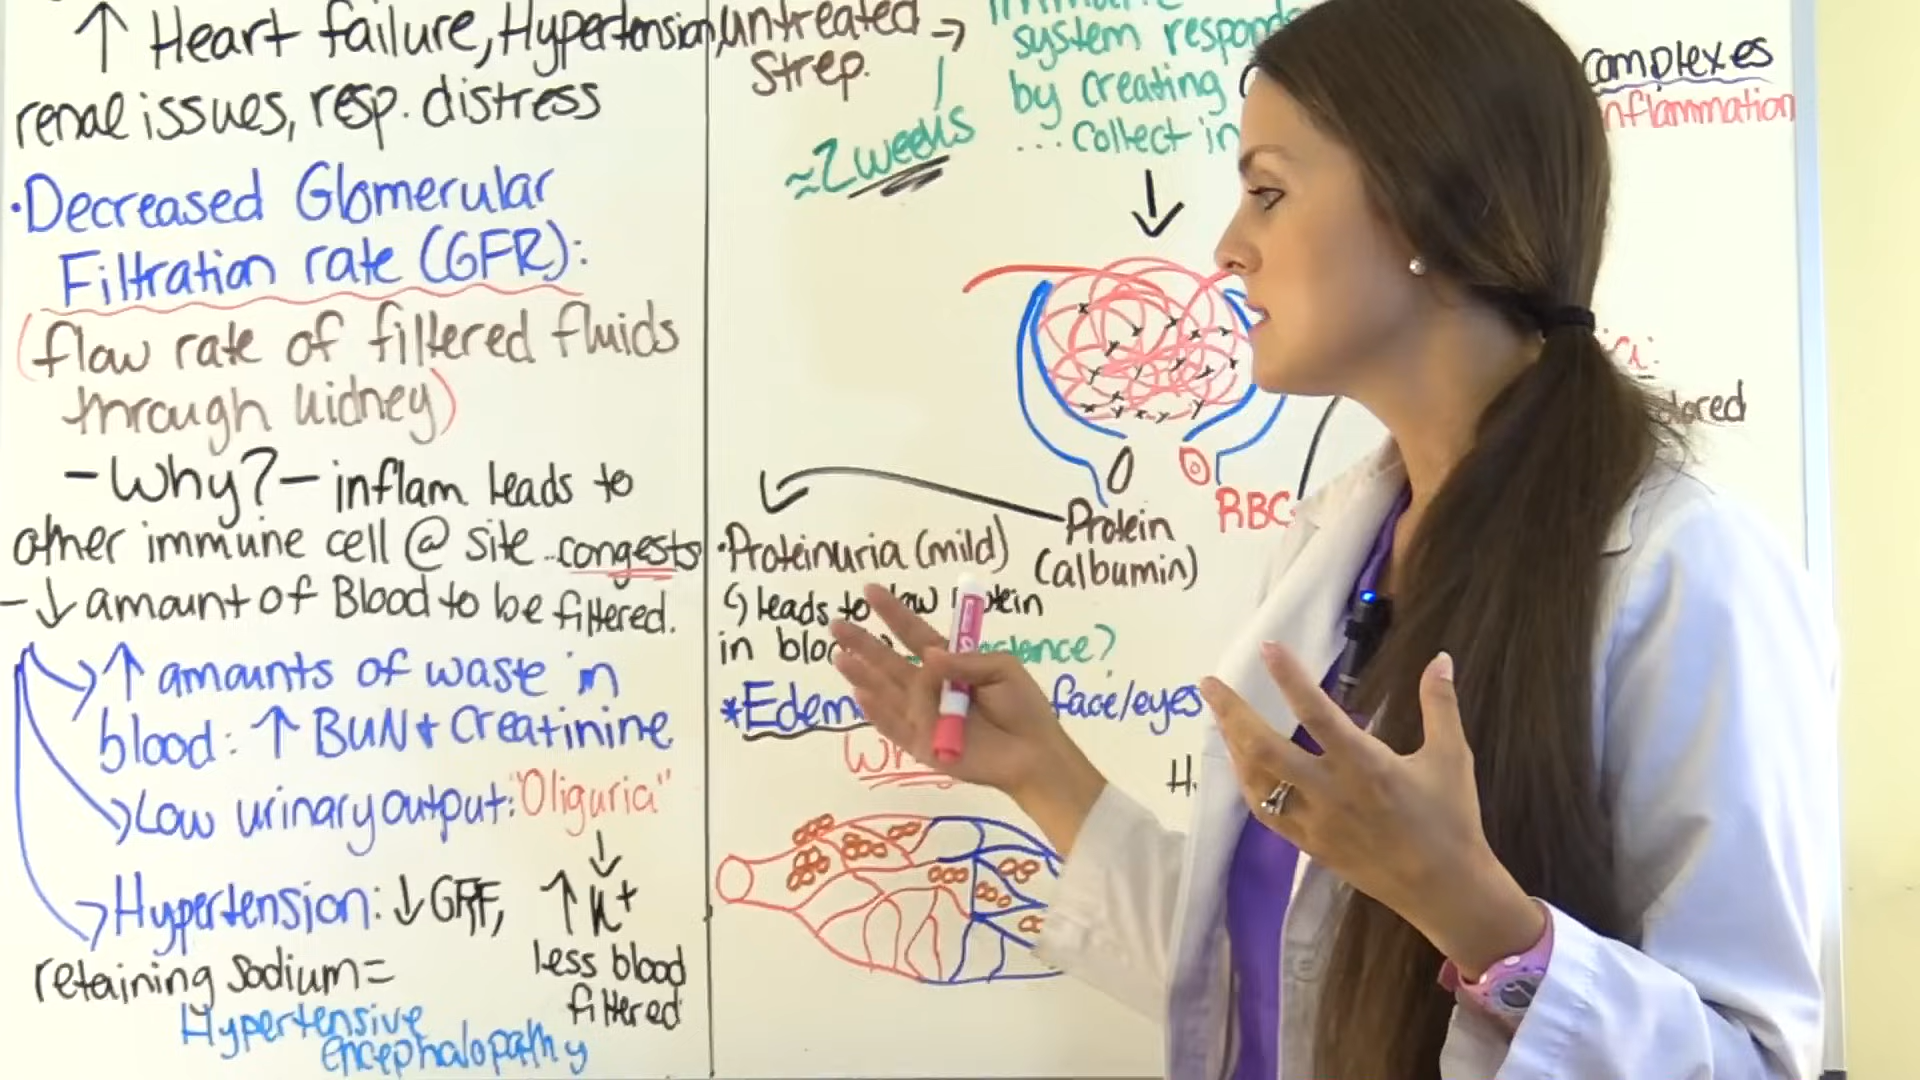 ↑ Heart failure, Hypertension,
renal issues, resp. distress
•Decreased Glomerular
Filtration rate (GFR):
(flow rate of filtered fluids
through kidney)
- Why? - inflam leads to
other immune cell @ site ..congests
- ↓ amount of Blood to be filtered.
↑ amounts of waste in
blood: ↑ BUN + Creatinine
Low urinary output: "Oliguria"
Hypertension: ↓ GFR,
retaining sodium =
Hypertensive
encephalopathy
↑ K+
less blood
filtered
untreated
strep.
≈2 weeks
system respond
by creating
... collect in
complexes
inflammation
Protein
(albumin)
RBC
•Proteinuria (mild)
leads to low
in
*Edem
face/eyes